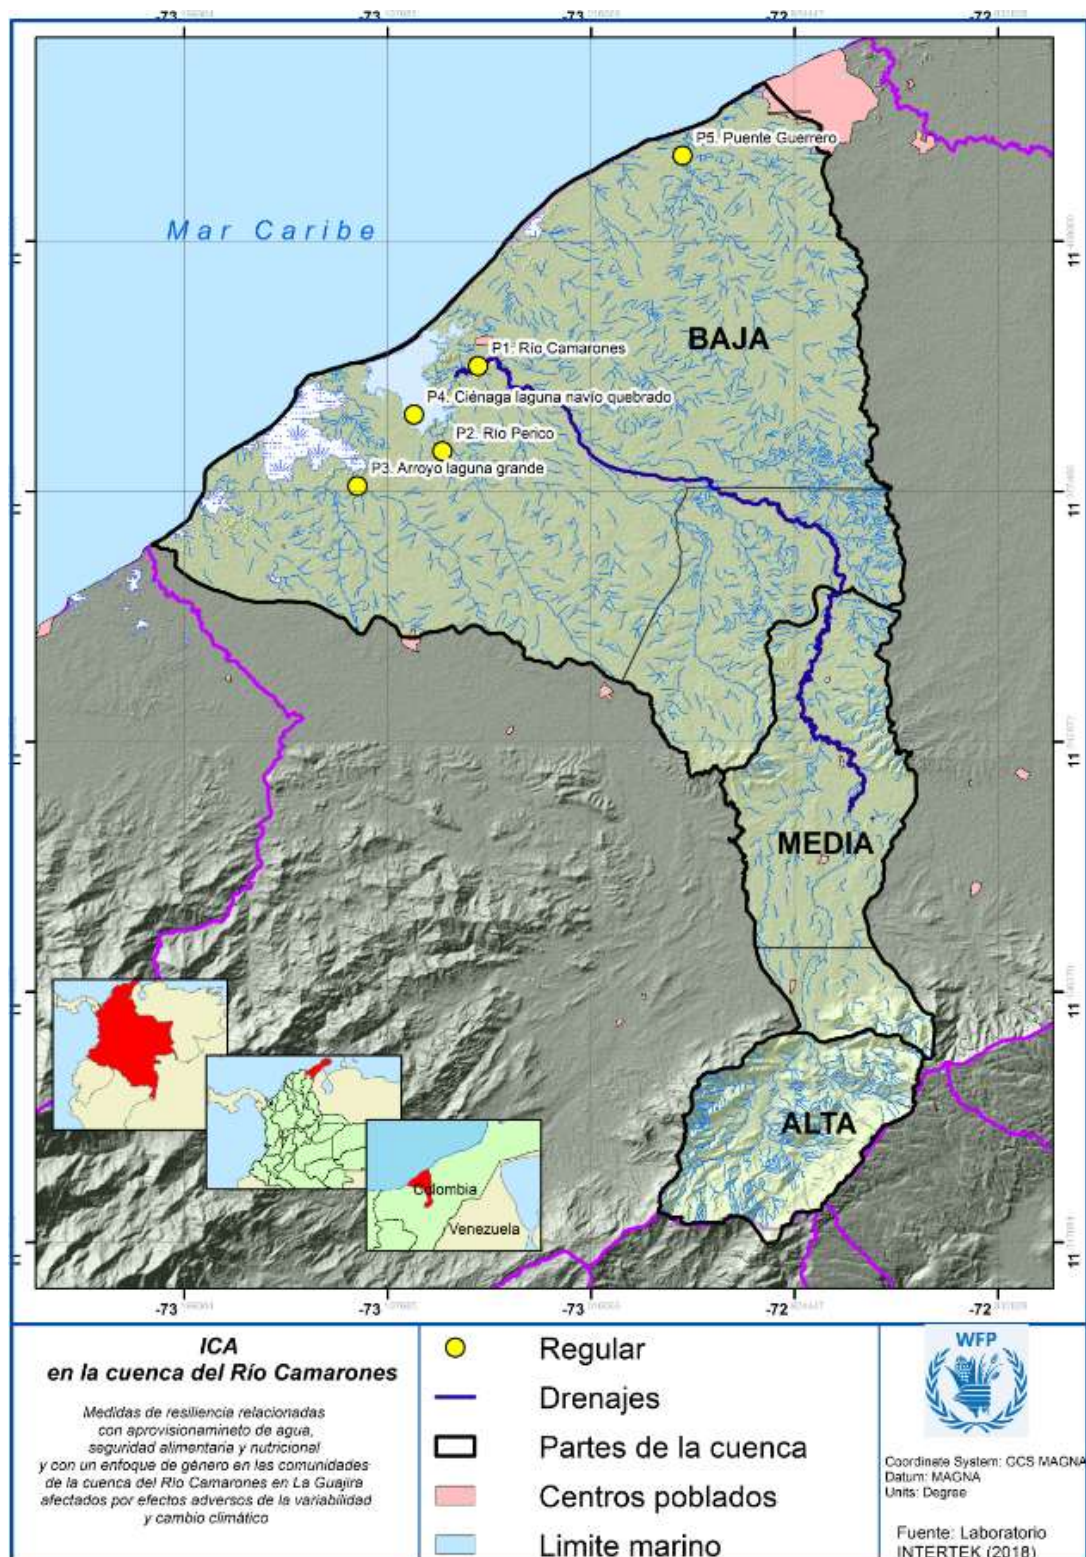 -73
-73
-73
-72
-72
P5. Puente Guerrero
Mar Caribe
11
BAJA
P1. Río Camarones
P4. Ciénaga laguna navío quebrado
P2. Río Perico
P3. Arroyo laguna grande
11
11
MEDIA
11
ALTA
Colombia
Venezuela
11
-73
-73
-73
-72
-72
ICA
en la cuenca del Río Camarones
Medidas de resiliencia relacionadas
con aprovisionamineto de agua,
seguridad alimentaria y nutricional
y con un enfoque de género en las comunidades
de la cuenca del Río Camarones en La Guajira
afectados por efectos adversos de la variabilidad
y cambio climático
Regular
Drenajes
Partes de la cuenca
Centros poblados
Limite marino
WFP
Coordinate System: GCS MAGNA
Datum: MAGNA
Units: Degree
Fuente: Laboratorio
INTERTEK (2018)